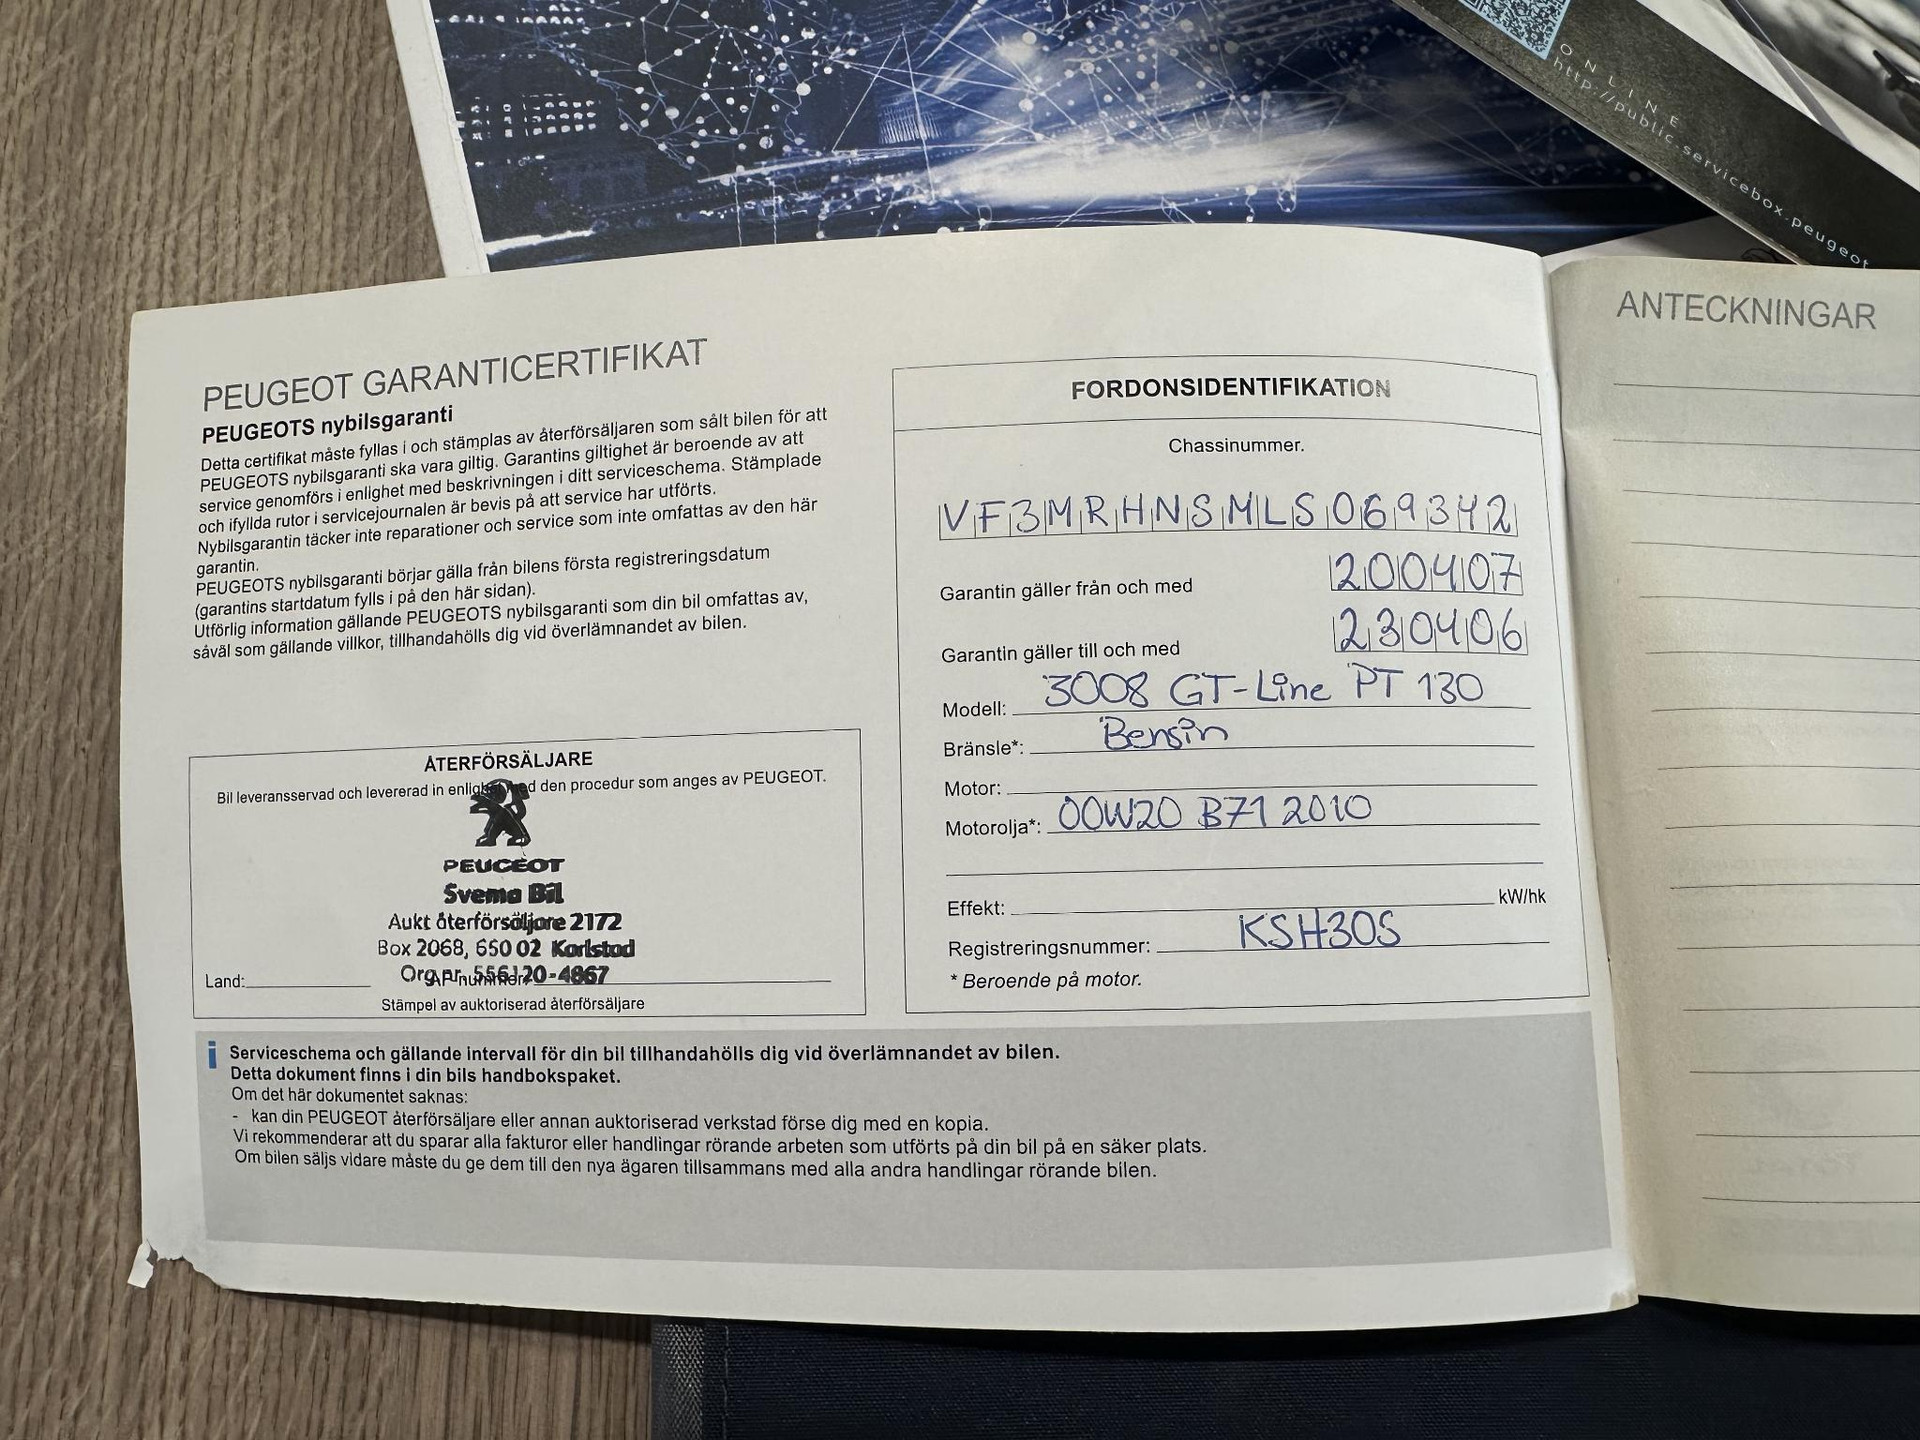 ONLINE
http://public.servicebox.peugeot
PEUGEOT GARANTICERTIFIKAT
PEUGEOTS nybilsgaranti
Detta certifikat måste fyllas i och stämplas av återförsäljaren som sålt bilen för att
PEUGEOTS nybilsgaranti ska vara giltig. Garantins giltighet är beroende av att
service genomförs i enlighet med beskrivningen i ditt serviceschema. Stämplade
och ifyllda rutor i servicejournalen är bevis på att service har utförts.
Nybilsgarantin täcker inte reparationer och service som inte omfattas av den här
garantin.
PEUGEOTS nybilsgaranti börjar gälla från bilens första registreringsdatum
(garantins startdatum fylls i på den här sidan).
Utförlig information gällande PEUGEOTS nybilsgaranti som din bil omfattas av,
såväl som gällande villkor, tillhandahölls dig vid överlämnandet av bilen.
ÅTERFÖRSÄLJARE
Bil leveransservad och levererad in enlighet med den procedur som anges av PEUGEOT.
PEUGEOT
Svema Bil
Aukt återförsäljare 2172
Box 2068, 650 02 Karlstad
Org nr. 556120-4867
Land: AP nummer:
Stämpel av auktoriserad återförsäljare
FORDONSIDENTIFIKATION
Chassinummer.
VF3MRHNSMLS069342
Garantin gäller från och med 200407
Garantin gäller till och med 230406
Modell: 3008 GT-Line PT 130
Bränsle*: Bensin
Motor:
Motorolja*: 00W20 B71 2010
Effekt: kW/hk
Registreringsnummer: KSH30S
* Beroende på motor.
i Serviceschema och gällande intervall för din bil tillhandahölls dig vid överlämnandet av bilen.
Detta dokument finns i din bils handbokspaket.
Om det här dokumentet saknas:
- kan din PEUGEOT återförsäljare eller annan auktoriserad verkstad förse dig med en kopia.
Vi rekommenderar att du sparar alla fakturor eller handlingar rörande arbeten som utförts på din bil på en säker plats.
Om bilen säljs vidare måste du ge dem till den nya ägaren tillsammans med alla andra handlingar rörande bilen.
ANTECKNINGAR